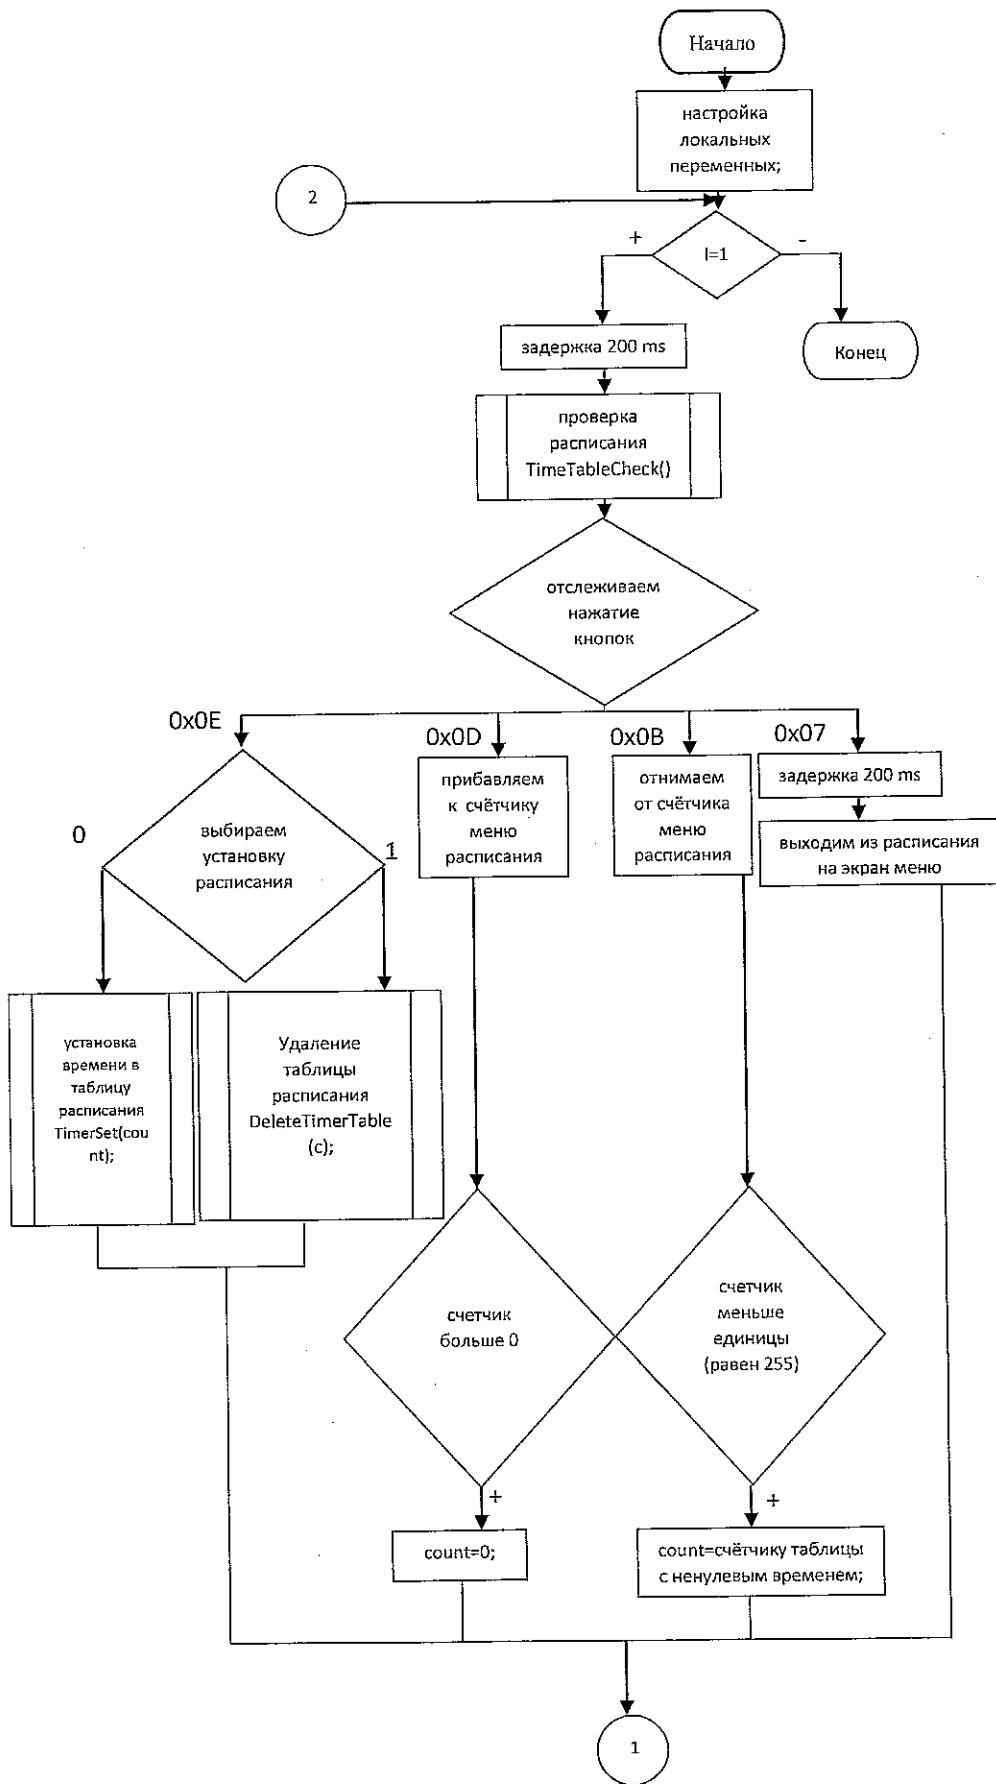 Начало
настройка
локальных
переменных;
2
+
I=1
-
задержка 200 ms
Конец
проверка
расписания
TimeTableCheck()
отслеживаем
нажатие
кнопок
0x0E
0x0D
0x0B
0x07
0
выбираем
установку
расписания
1
прибавляем
к счётчику
меню
расписания
отнимаем
от счётчика
меню
расписания
задержка 200 ms
выходим из расписания
на экран меню
установка
времени в
таблицу
расписания
TimerSet(cou
nt);
Удаление
таблицы
расписания
DeleteTimerTable
(c);
счетчик
больше 0
счетчик
меньше
единицы
(равен 255)
+
+
count=0;
count=счётчику таблицы
с ненулевым временем;
1